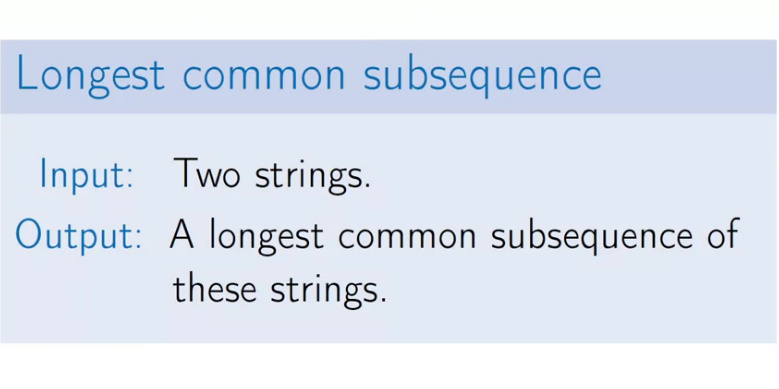 Longest common subsequence
Input: Two strings.
Output: A longest common subsequence of
these strings.